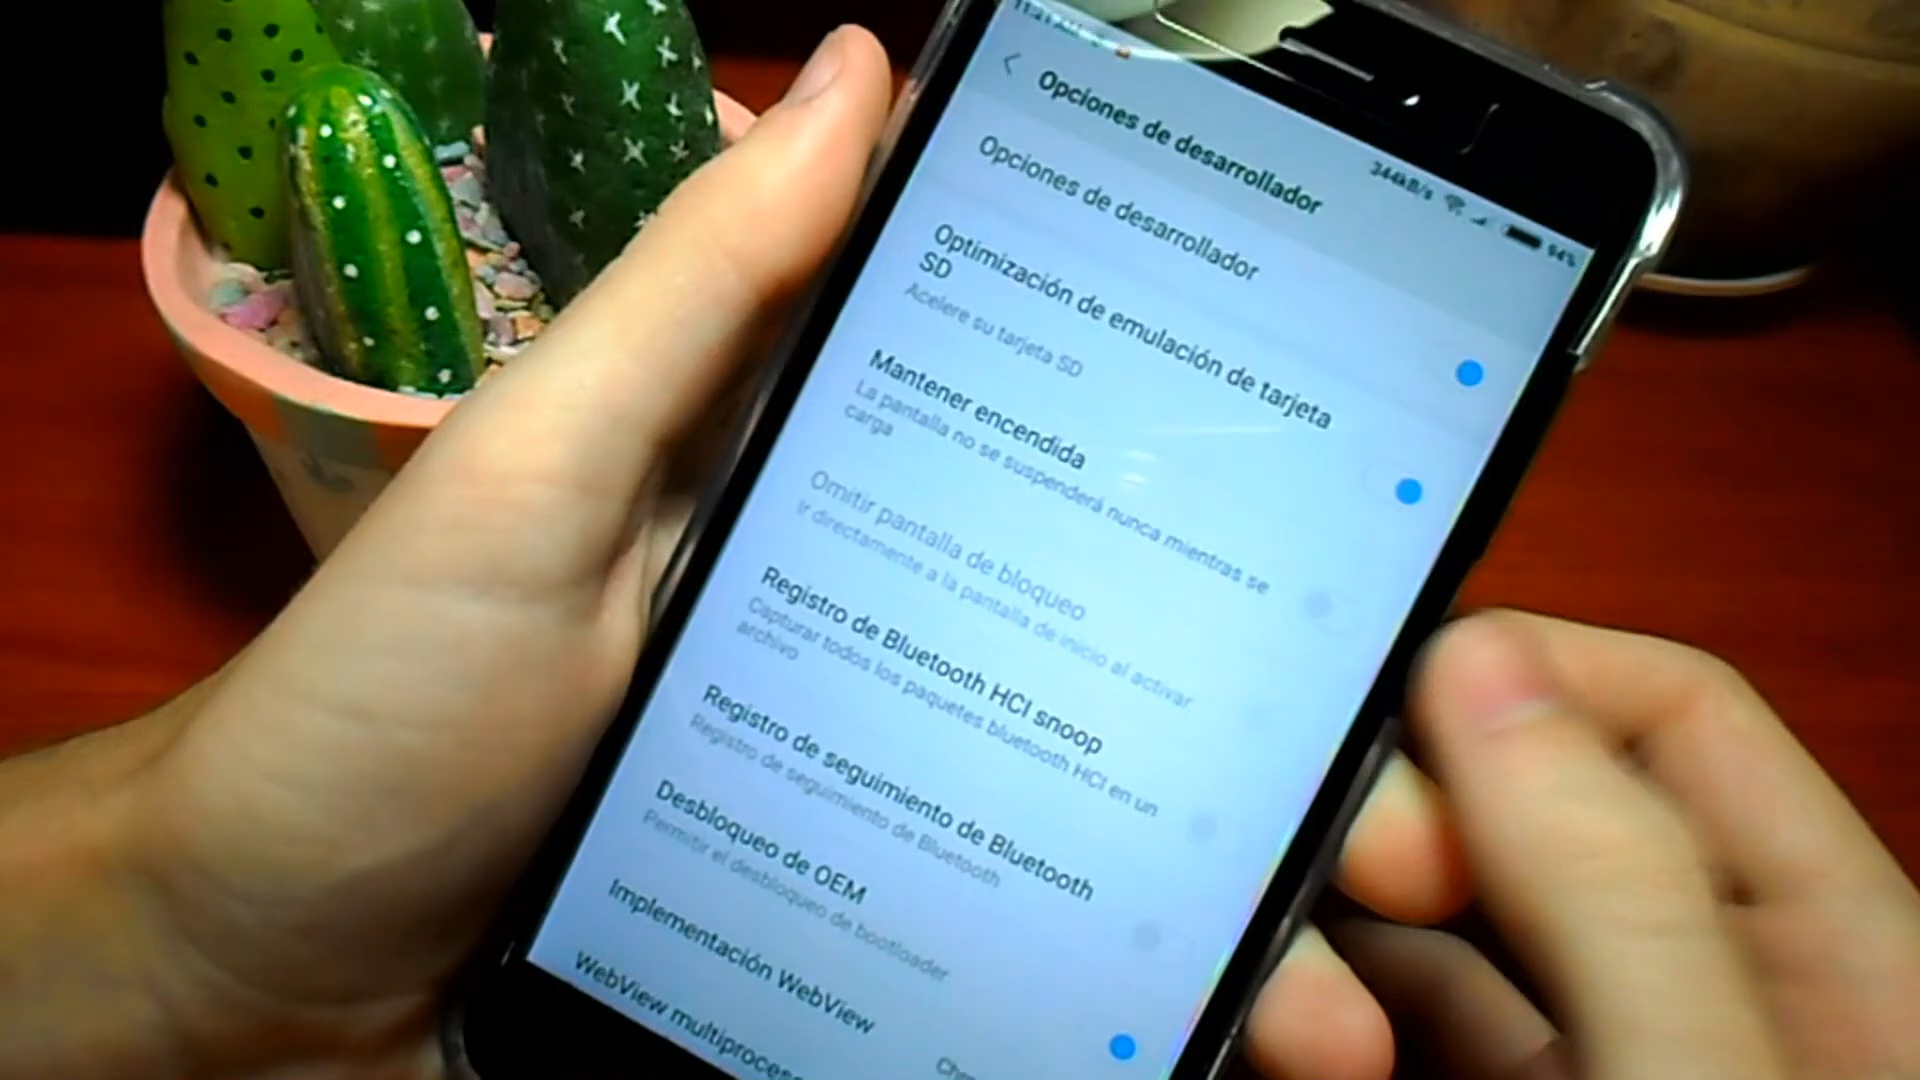 344kB/s 94%
Opciones de desarrollador
Opciones de desarrollador
Optimización de emulación de tarjeta
SD
Acelere su tarjeta SD
Mantener encendida
La pantalla no se suspenderá nunca mientras se
carga
Omitir pantalla de bloqueo
Ir directamente a la pantalla de inicio al activar
Registro de Bluetooth HCI snoop
Capturar todos los paquetes bluetooth HCI en un
archivo
Registro de seguimiento de Bluetooth
Registro de seguimiento de Bluetooth
Desbloqueo de OEM
Permitir el desbloqueo de bootloader
Implementación WebView
WebView